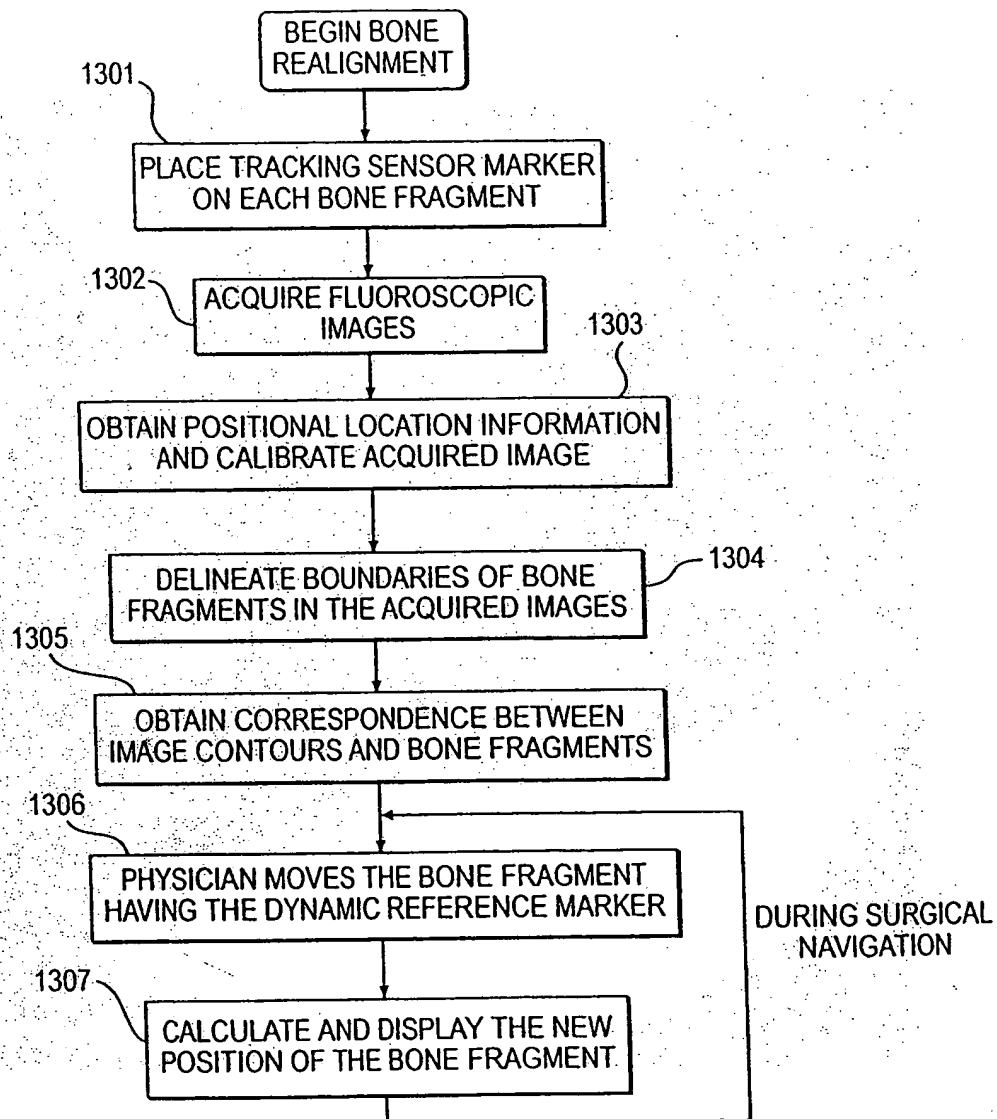 BEGIN BONE
REALIGNMENT
1301
PLACE TRACKING SENSOR MARKER
ON EACH BONE FRAGMENT
1302
ACQUIRE FLUOROSCOPIC
IMAGES
1303
OBTAIN POSITIONAL LOCATION INFORMATION
AND CALIBRATE ACQUIRED IMAGE
1304
DELINEATE BOUNDARIES OF BONE
FRAGMENTS IN THE ACQUIRED IMAGES
1305
OBTAIN CORRESPONDENCE BETWEEN
IMAGE CONTOURS AND BONE FRAGMENTS
1306
PHYSICIAN MOVES THE BONE FRAGMENT
HAVING THE DYNAMIC REFERENCE MARKER
DURING SURGICAL
NAVIGATION
1307
CALCULATE AND DISPLAY THE NEW
POSITION OF THE BONE FRAGMENT